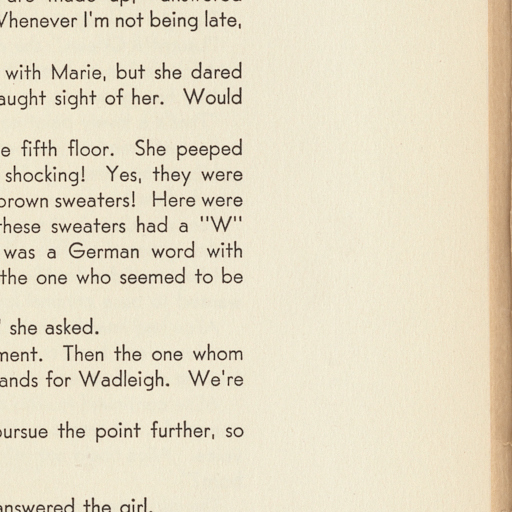 are made up," answered
Whenever I'm not being late,
with Marie, but she dared
aught sight of her. Would
e fifth floor. She peeped
shocking! Yes, they were
brown sweaters! Here were
these sweaters had a "W"
was a German word with
the one who seemed to be
" she asked.
ment. Then the one whom
ands for Wadleigh. We're
ursue the point further, so
answered the girl.